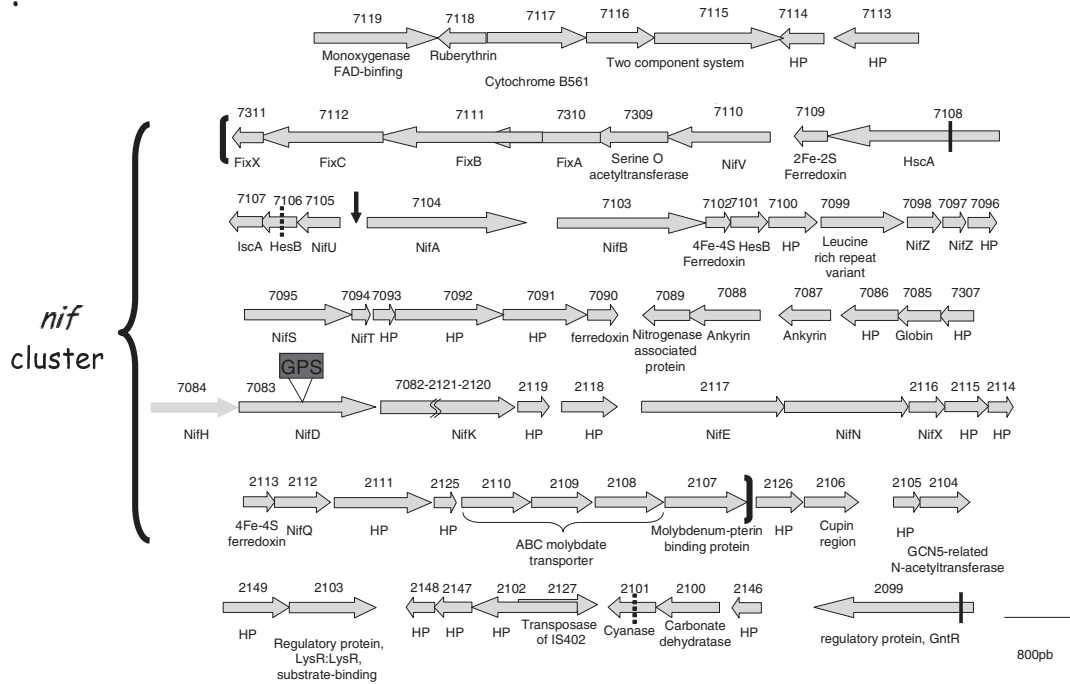 7119 7118 7117 7116 7115 7114 7113
Monoxygenase
FAD-binfing
Ruberythrin
Cytochrome B561
Two component system
HP HP
7311 7112 7111 7310 7309 7110 7109 7108
FixX FixC FixB FixA Serine O
acetyltransferase
NifV
2Fe-2S
Ferredoxin
HscA
7107 7106 7105 7104 7103 7102 7101 7100 7099 7098 7097 7096
IscA HesB NifU NifA NifB 4Fe-4S
Ferredoxin
HesB HP Leucine
rich repeat
variant
NifZ NifZ HP
nif
cluster
7095 7094 7093 7092 7091 7090 7089 7088 7087 7086 7085 7307
NifS NifT HP HP HP ferredoxin Nitrogenase
associated
protein
Ankyrin Ankyrin HP Globin HP
GPS
7084 7083 7082-2121-2120 2119 2118 2117 2116 2115 2114
NifH NifD NifK HP HP NifE NifN NifX HP HP
2113 2112 2111 2125 2110 2109 2108 2107 2126 2106 2105 2104
4Fe-4S
ferredoxin
NifQ HP HP
ABC molybdate
transporter
Molybdenum-pterin
binding protein
HP Cupin
region
HP
GCN5-related
N-acetyltransferase
2149 2103 2148 2147 2102 2127 2101 2100 2146 2099
HP Regulatory protein,
LysR:LysR,
substrate-binding
HP HP HP Transposase
of IS402
Cyanase Carbonate
dehydratase
HP regulatory protein, GntR
800pb